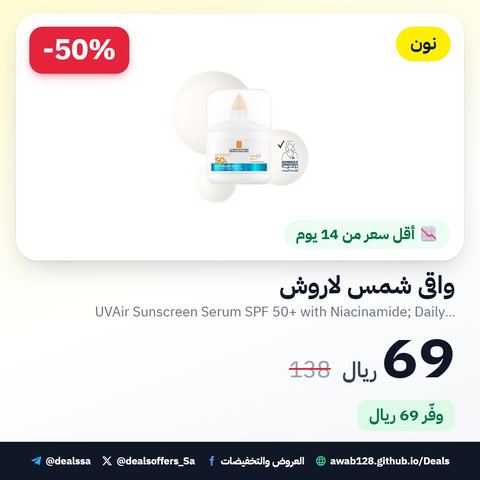 -50%
نون
50+
أقل سعر من 14 يوم
واقي شمس لاروش
UVAir Sunscreen Serum SPF 50+ with Niacinamide; Daily...
69 ريال 138
وفّر 69 ريال
@dealssa @dealsoffers_Sa العروض والتخفيضات awab128.github.io/Deals